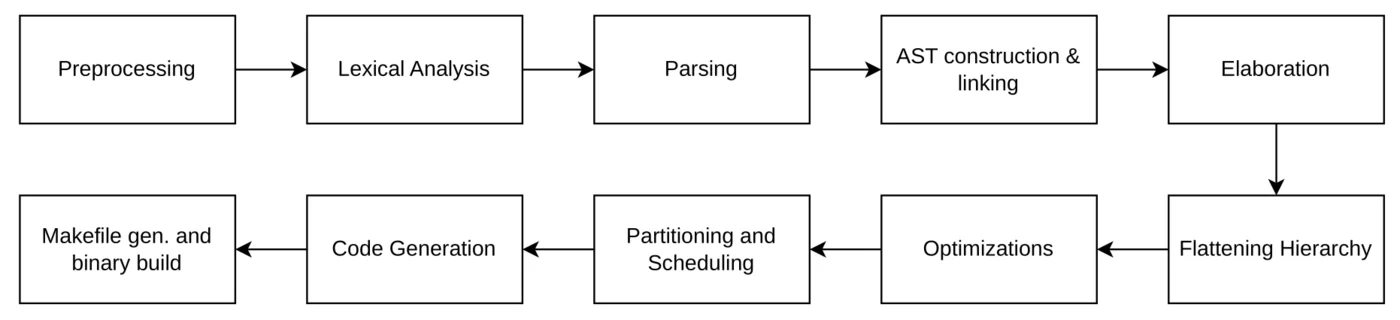 Preprocessing
Lexical Analysis
Parsing
AST construction &
linking
Elaboration
Makefile gen. and
binary build
Code Generation
Partitioning and
Scheduling
Optimizations
Flattening Hierarchy